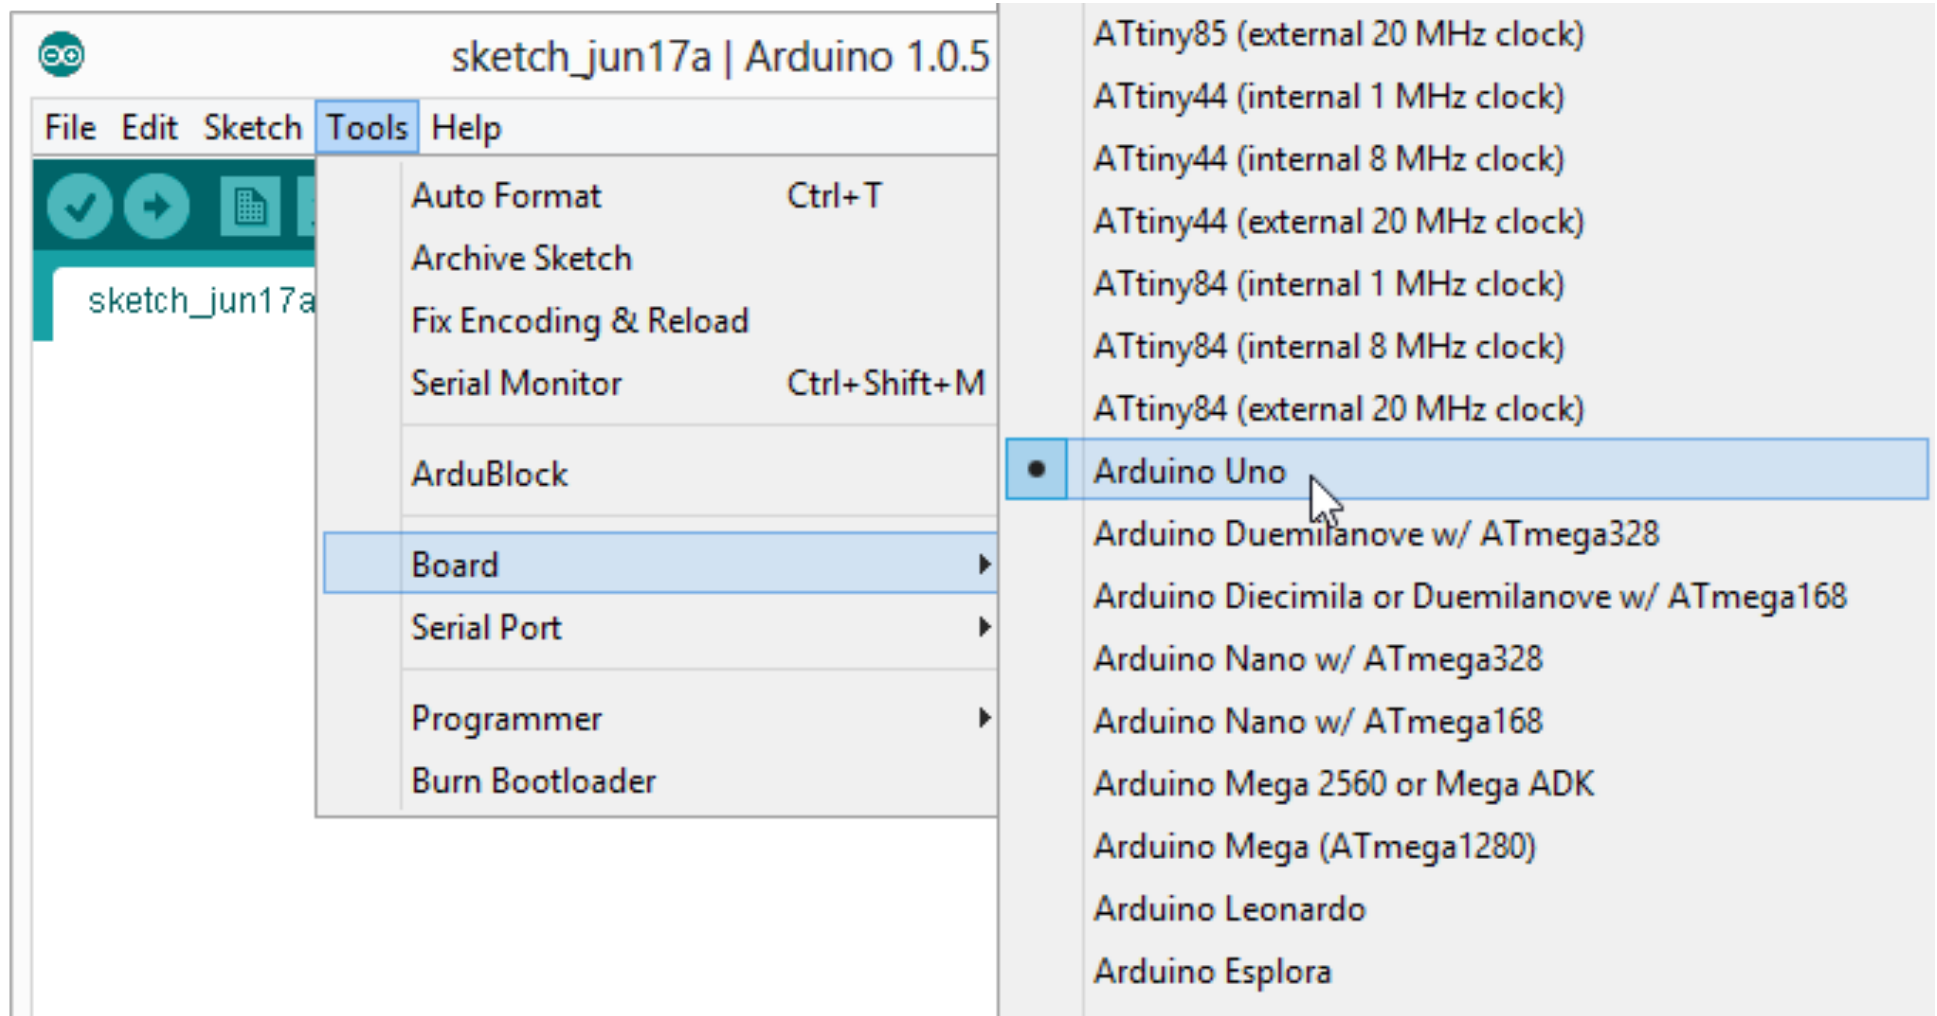 sketch_jun17a | Arduino 1.0.5
File Edit Sketch Tools Help
sketch_jun17a
Auto Format Ctrl+T
Archive Sketch
Fix Encoding & Reload
Serial Monitor Ctrl+Shift+M
ArduBlock
Board
Serial Port
Programmer
Burn Bootloader
ATtiny85 (external 20 MHz clock)
ATtiny44 (internal 1 MHz clock)
ATtiny44 (internal 8 MHz clock)
ATtiny44 (external 20 MHz clock)
ATtiny84 (internal 1 MHz clock)
ATtiny84 (internal 8 MHz clock)
ATtiny84 (external 20 MHz clock)
Arduino Uno
Arduino Duemilanove w/ ATmega328
Arduino Diecimila or Duemilanove w/ ATmega168
Arduino Nano w/ ATmega328
Arduino Nano w/ ATmega168
Arduino Mega 2560 or Mega ADK
Arduino Mega (ATmega1280)
Arduino Leonardo
Arduino Esplora